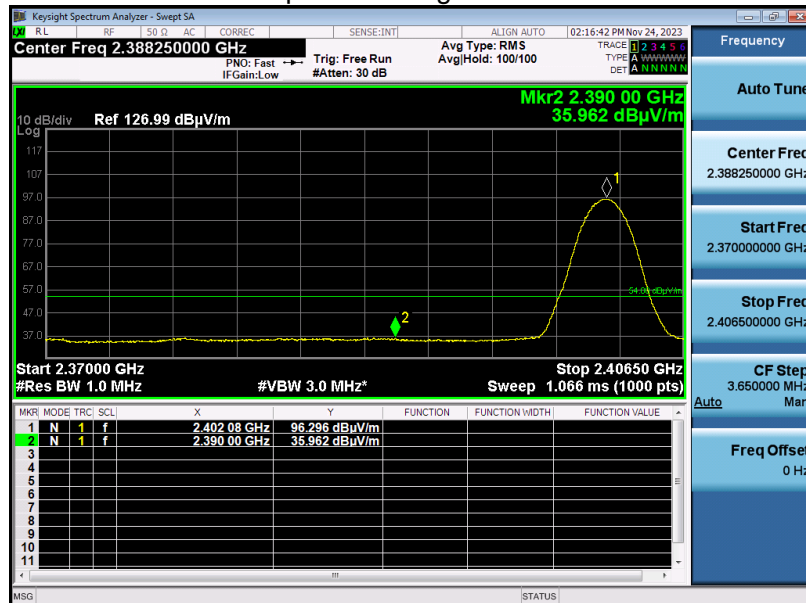 Keysight Spectrum Analyzer - Swept SA
LXI RL RF 50 Ω AC CORREC SENSE:INT ALIGN AUTO 02:16:42 PM Nov 24, 2023
Center Freq 2.388250000 GHz
PNO: Fast
IFGain:Low
Trig: Free Run
#Atten: 30 dB
Avg Type: RMS
Avg|Hold: 100/100
TRACE 1 2 3 4 5 6
TYPE A WWWWW
DET A N N N N N
Mkr2 2.390 00 GHz
35.962 dBµV/m
10 dB/div Ref 126.99 dBµV/m
Log
117
107
97.0
87.0
77.0
67.0
57.0
47.0
37.0
1
2
Start 2.37000 GHz Stop 2.40650 GHz
#Res BW 1.0 MHz #VBW 3.0 MHz* Sweep 1.066 ms (1000 pts)
MKR MODE TRC SCL X Y FUNCTION FUNCTION WIDTH FUNCTION VALUE
1 N 1 f 2.402 08 GHz 96.296 dBµV/m
2 N 1 f 2.390 00 GHz 35.962 dBµV/m
3
4
5
6
7
8
9
10
11
MSG STATUS
Frequency
Auto Tune
Center Freq
2.388250000 GHz
Start Freq
2.370000000 GHz
Stop Freq
2.406500000 GHz
CF Step
3.650000 MHz
Auto Man
Freq Offset
0 Hz